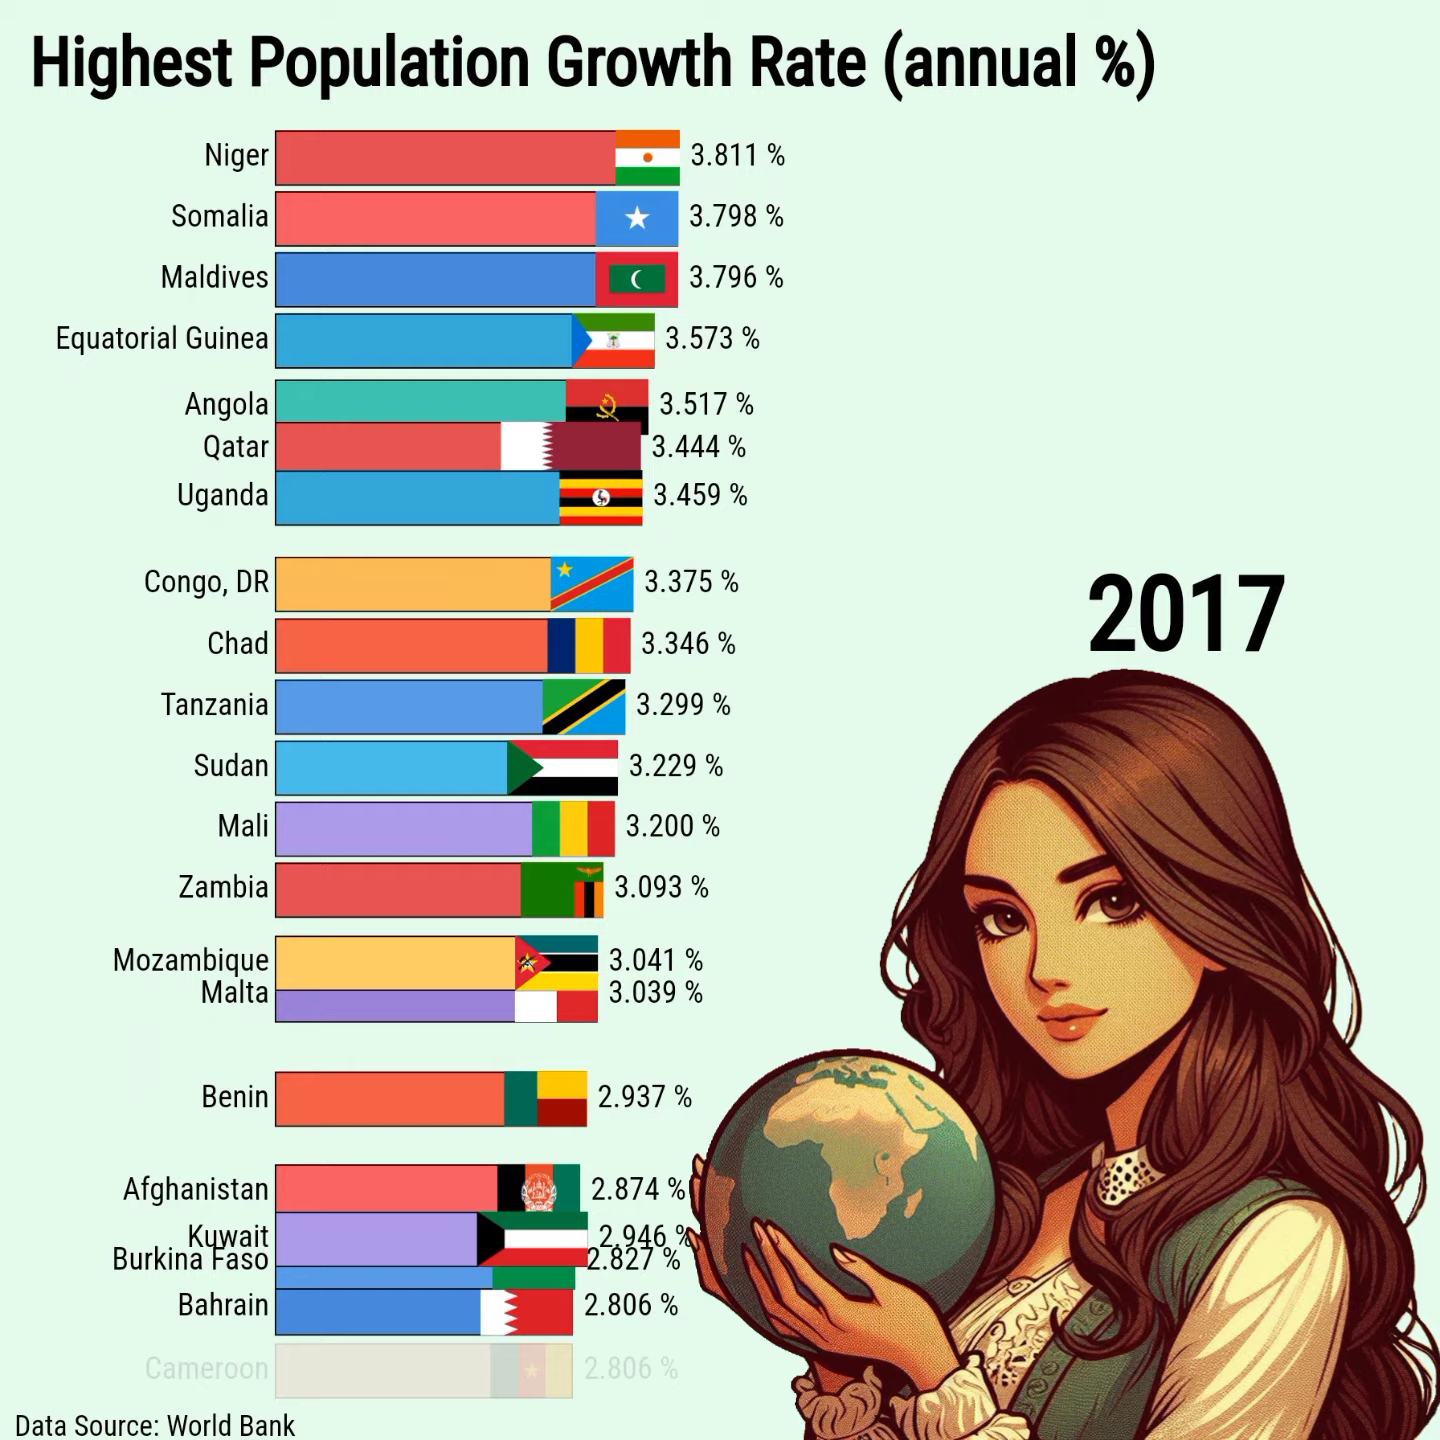 Highest Population Growth Rate (annual %)
Niger 3.811 %
Somalia 3.798 %
Maldives 3.796 %
Equatorial Guinea 3.573 %
Angola 3.517 %
Qatar 3.444 %
Uganda 3.459 %
Congo, DR 3.375 %
2017
Chad 3.346 %
Tanzania 3.299 %
Sudan 3.229 %
Mali 3.200 %
Zambia 3.093 %
Mozambique 3.041 %
Malta 3.039 %
Benin 2.937 %
Afghanistan 2.874 %
Kuwait 2.946 %
Burkina Faso 2.827 %
Bahrain 2.806 %
Cameroon 2.806 %
Data Source: World Bank